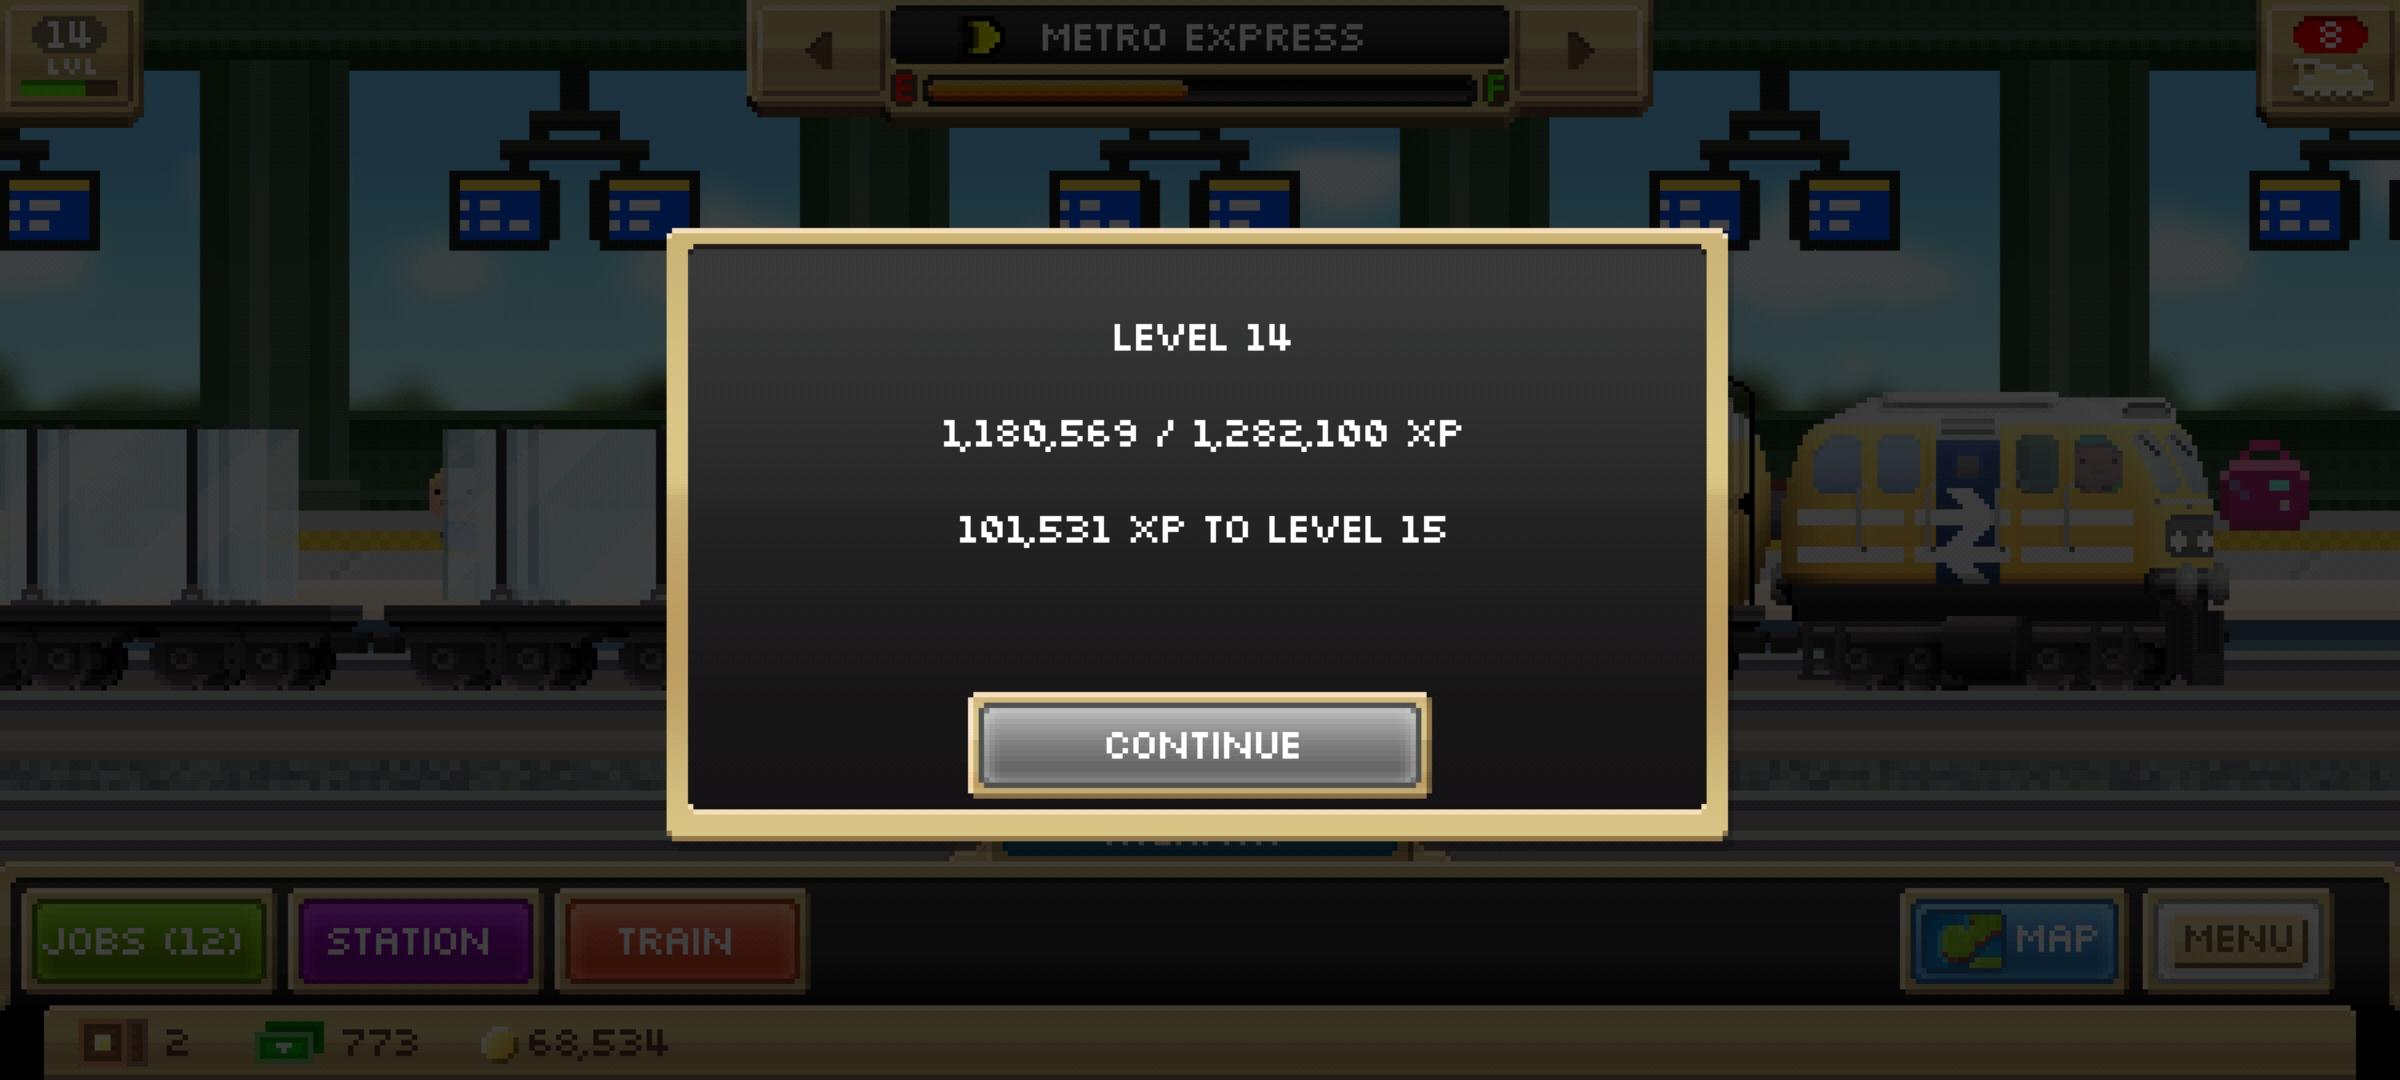 14
LVL
METRO EXPRESS
E
F
8
LEVEL 14
1,180,569 / 1,282,100 XP
101,531 XP TO LEVEL 15
CONTINUE
JOBS (12)
STATION
TRAIN
MAP
MENU
2
773
68,534